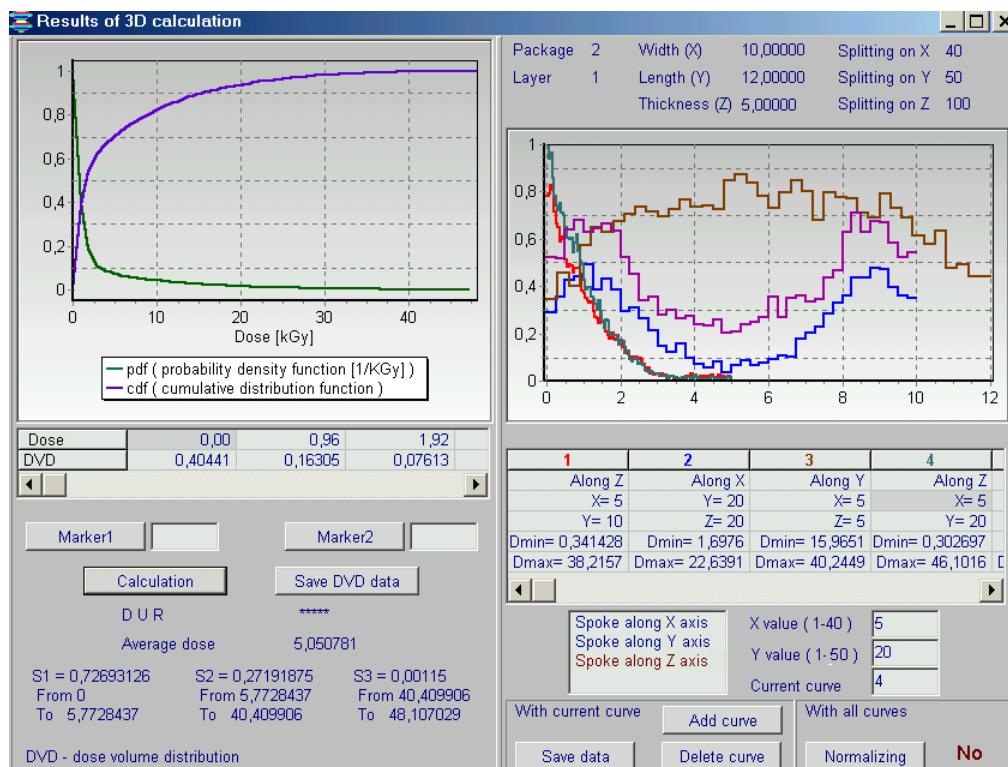 Results of 3D calculation
1
0,8
0,6
0,4
0,2
0
0 10 20 30 40
Dose [kGy]
pdf ( probability density function [1/KGy] )
cdf ( cumulative distribution function )
Dose 0,00 0,96 1,92
DVD 0,40441 0,16305 0,07613
Marker1 Marker2
Calculation Save DVD data
D U R *****
Average dose 5,050781
S1 = 0,72693126 S2 = 0,27191875 S3 = 0,00115
From 0 From 5,7728437 From 40,409906
To 5,7728437 To 40,409906 To 48,107029
DVD - dose volume distribution
Package 2 Width (X) 10,00000 Splitting on X 40
Layer 1 Length (Y) 12,00000 Splitting on Y 50
Thickness (Z) 5,00000 Splitting on Z 100
1
0,8
0,6
0,4
0,2
0
0 2 4 6 8 10 12
1 2 3 4
Along Z Along X Along Y Along Z
X= 5 Y= 20 X= 5 X= 5
Y= 10 Z= 20 Z= 5 Y= 20
Dmin= 0,341428 Dmin= 1,6976 Dmin= 15,9651 Dmin= 0,302697
Dmax= 38,2157 Dmax= 22,6391 Dmax= 40,2449 Dmax= 46,1016
Spoke along X axis
Spoke along Y axis
Spoke along Z axis
X value ( 1-40 ) 5
Y value ( 1-50 ) 20
Current curve 4
With current curve
Add curve
Save data Delete curve
With all curves
Normalizing No